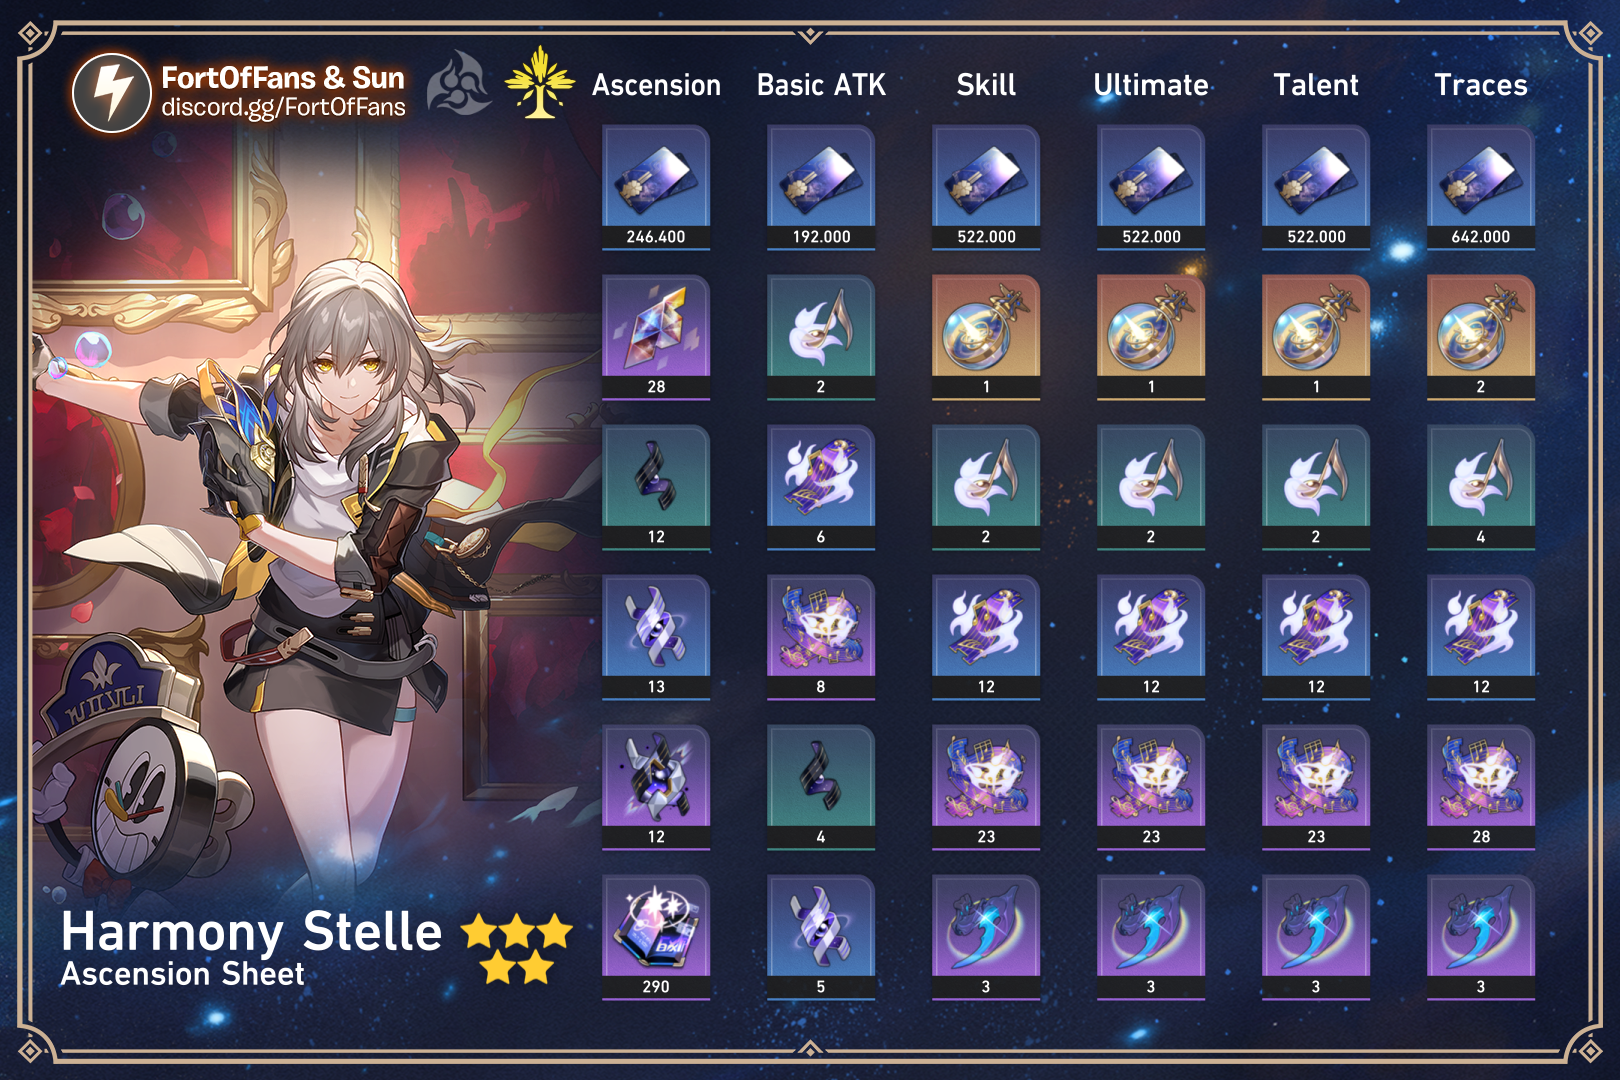 FortOfFans & Sun
discord.gg/FortOfFans
Ascension Basic ATK Skill Ultimate Talent Traces
246.400 192.000 522.000 522.000 522.000 642.000
28 2 1 1 1 2
12 6 2 2 2 4
13 8 12 12 12 12
12 4 23 23 23 28
290 5 3 3 3 3
Harmony Stelle
Ascension Sheet